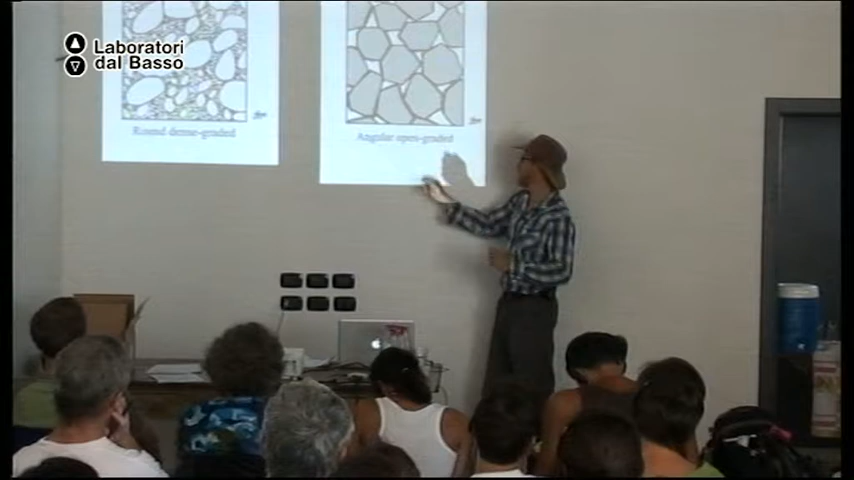 Laboratori
dal Basso
Round dense-graded
Angular open-graded